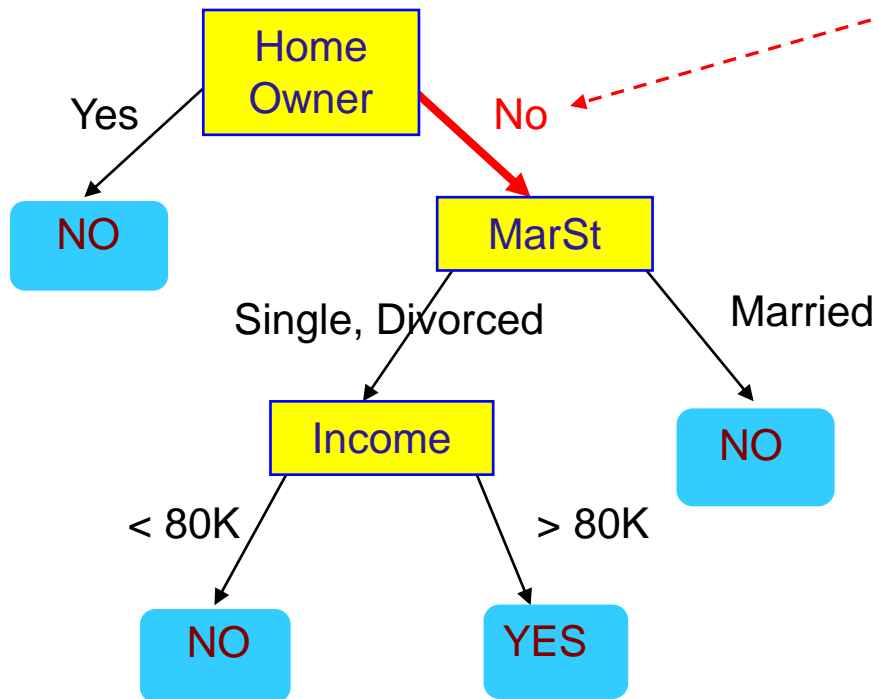 Home
Owner
Yes
No
NO
MarSt
Single, Divorced
Married
Income
NO
< 80K
> 80K
NO
YES